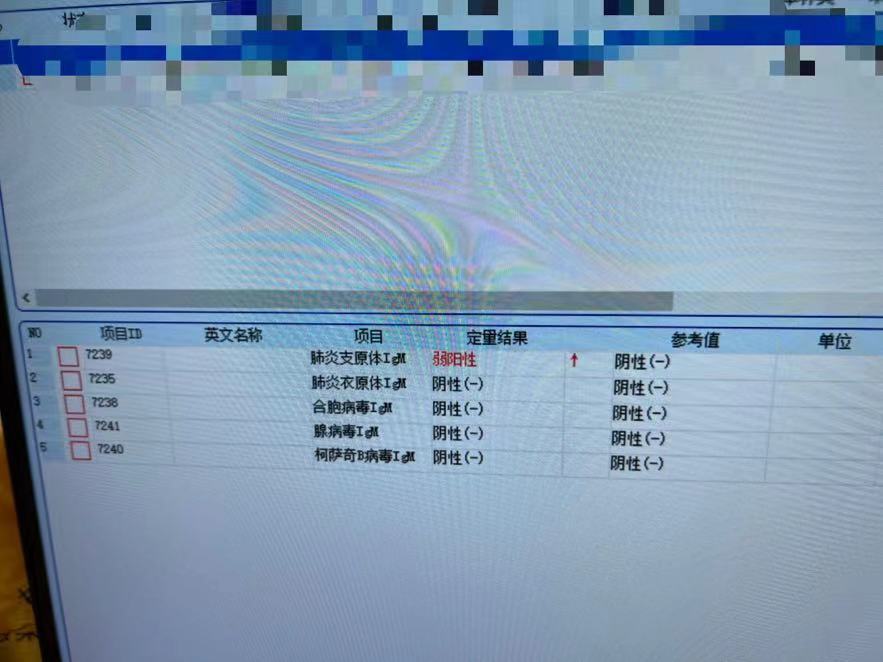 NO 项目ID 英文名称 项目 定量结果 参考值 单位
1 7239 肺炎支原体IgM 弱阳性 ↑ 阴性(-)
2 7235 肺炎衣原体IgM 阴性(-) 阴性(-)
3 7238 合胞病毒IgM 阴性(-) 阴性(-)
4 7241 腺病毒IgM 阴性(-) 阴性(-)
5 7240 柯萨奇B病毒IgM 阴性(-) 阴性(-)